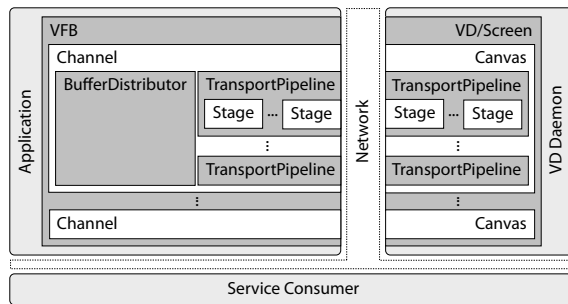 VFB
VD/Screen
Channel
Canvas
BufferDistributor
TransportPipeline
TransportPipeline
Stage ... Stage
Stage ... Stage
...
...
TransportPipeline
TransportPipeline
...
...
Channel
Canvas
Application
Network
VD Daemon
Service Consumer